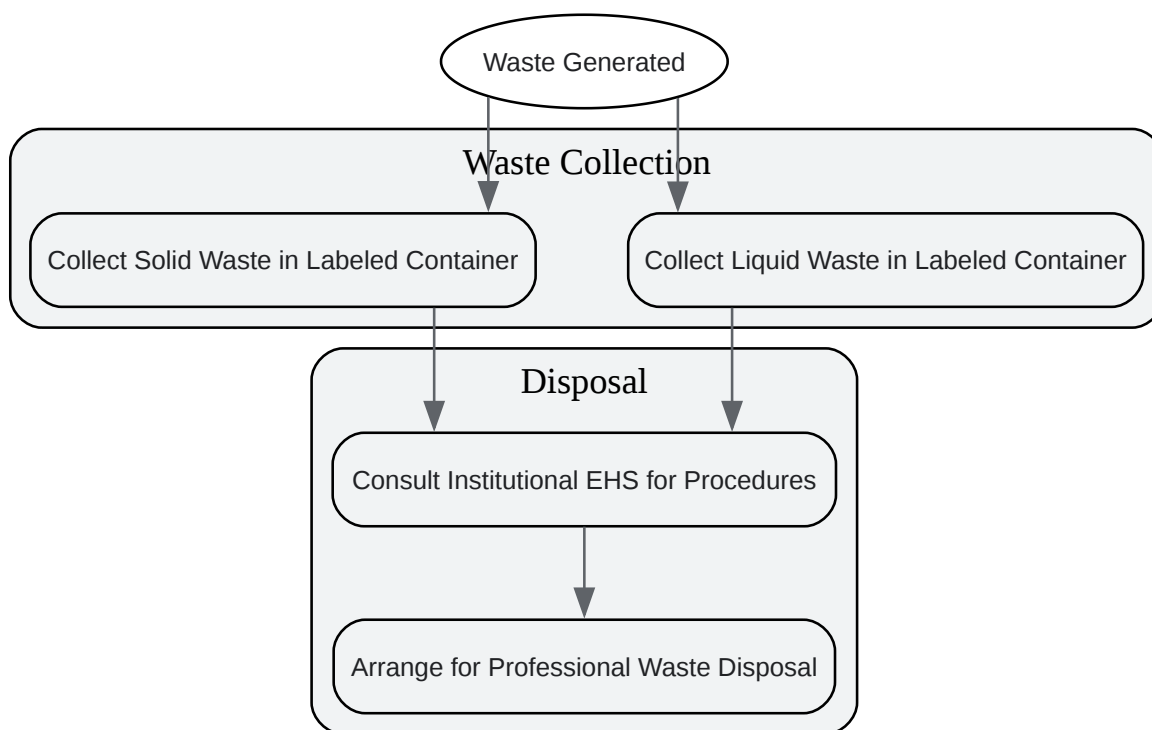 Waste Generated
Waste Collection
Collect Solid Waste in Labeled Container
Collect Liquid Waste in Labeled Container
Disposal
Consult Institutional EHS for Procedures
Arrange for Professional Waste Disposal